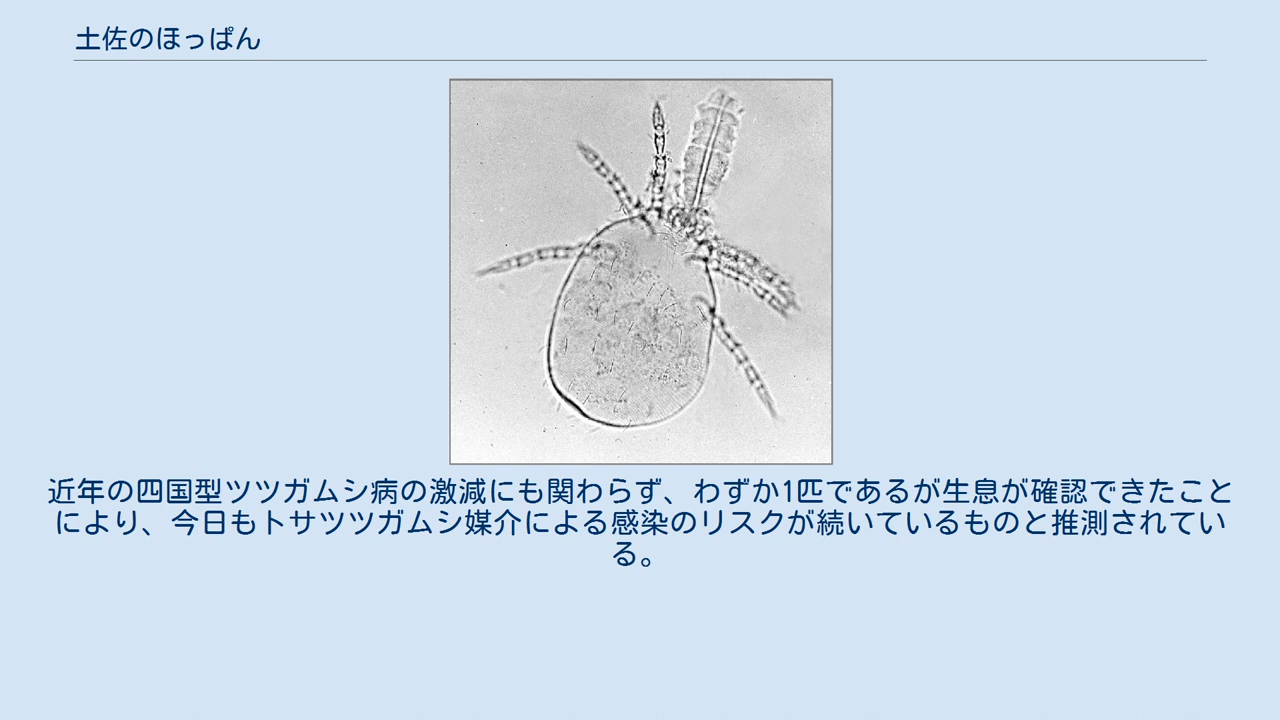 土佐のほっぱん
近年の四国型ツツガムシ病の激減にも関わらず、わずか1匹であるが生息が確認できたこと
により、今日もトサツツガムシ媒介による感染のリスクが続いているものと推測されてい
る。